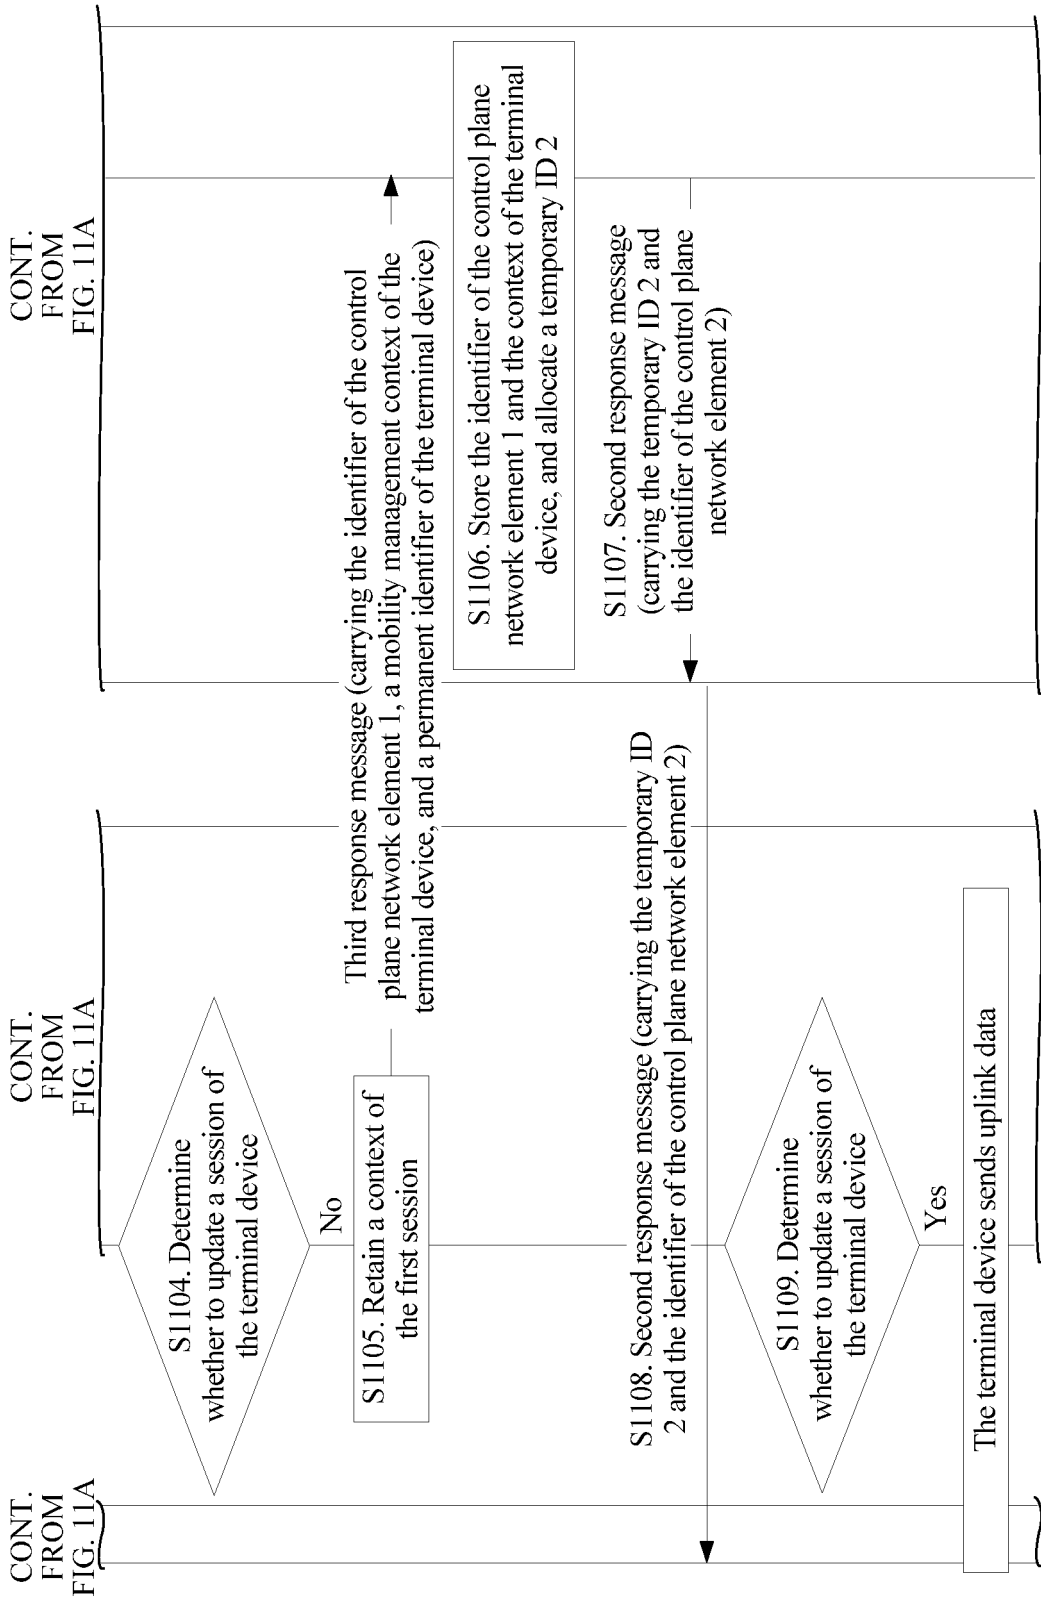 CONT.
FROM
FIG. 11A
CONT.
FROM
FIG. 11A
CONT.
FROM
FIG. 11A
S1104. Determine
whether to update a session of
the terminal device
No
S1105. Retain a context of
the first session
Third response message (carrying the identifier of the control
plane network element 1, a mobility management context of the
terminal device, and a permanent identifier of the terminal device)
S1106. Store the identifier of the control plane
network element 1 and the context of the terminal
device, and allocate a temporary ID 2
S1107. Second response message
(carrying the temporary ID 2 and
the identifier of the control plane
network element 2)
S1108. Second response message (carrying the temporary ID
2 and the identifier of the control plane network element 2)
S1109. Determine
whether to update a session of
the terminal device
Yes
The terminal device sends uplink data